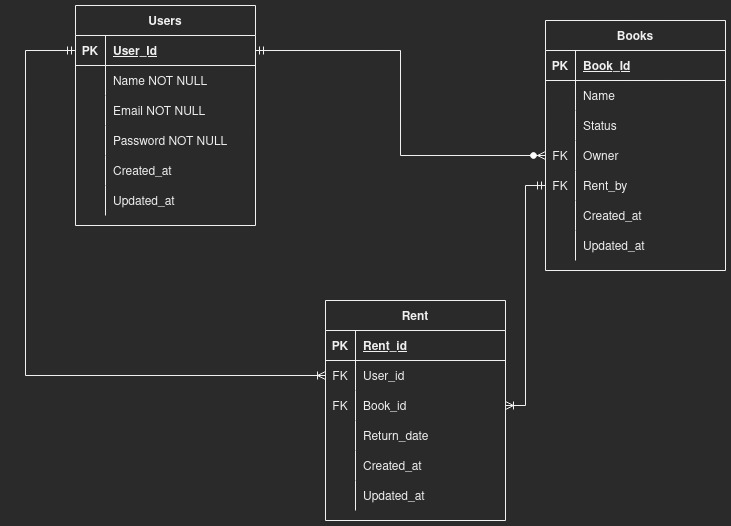 Users
PK User_Id
Name NOT NULL
Email NOT NULL
Password NOT NULL
Created_at
Updated_at
Books
PK Book_Id
Name
Status
FK Owner
FK Rent_by
Created_at
Updated_at
Rent
PK Rent_id
FK User_id
FK Book_id
Return_date
Created_at
Updated_at